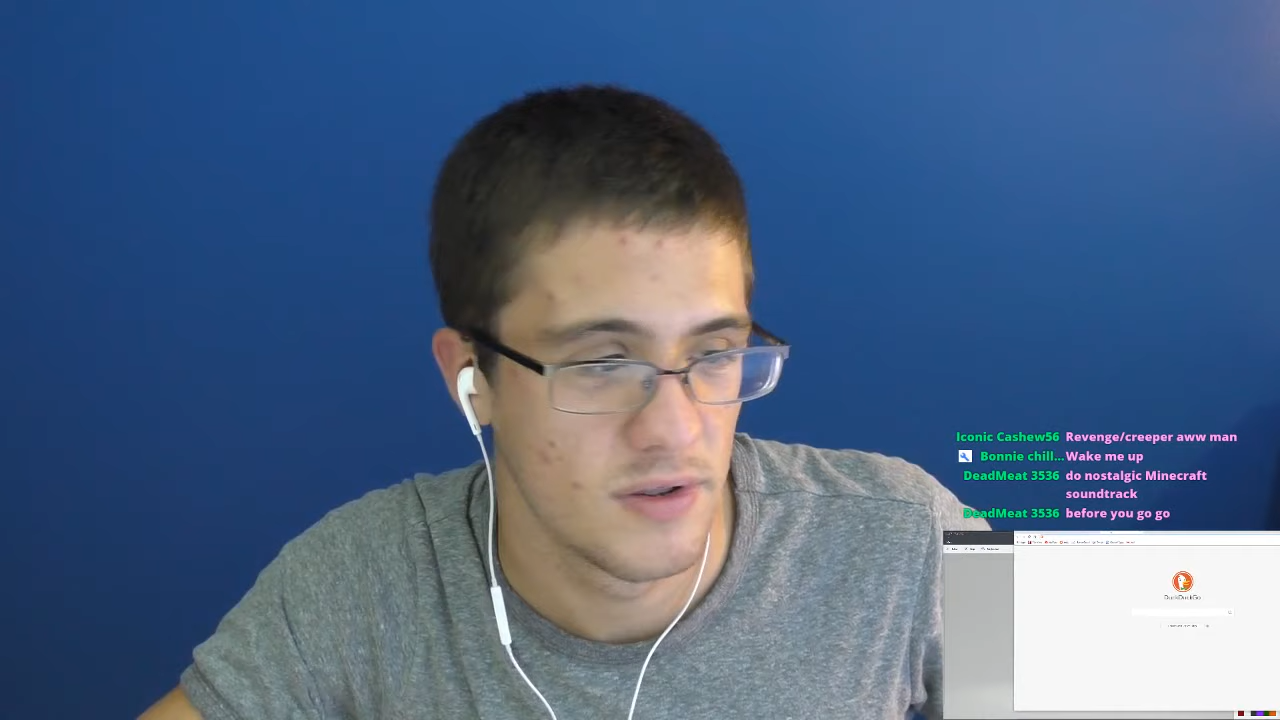 Iconic Cashew56 Revenge/creeper aww man
Bonnie chill... Wake me up
DeadMeat 3536 do nostalgic Minecraft
soundtrack
DeadMeat 3536 before you go go
DuckDuckGo